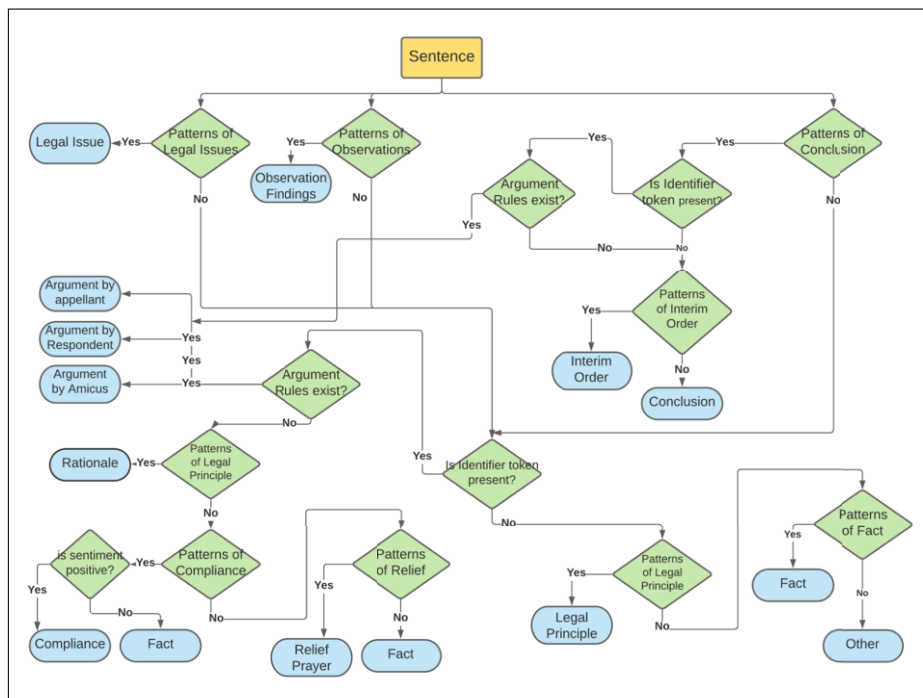 Sentence
Legal Issue
Yes
Patterns of
Legal Issues
No
Yes
Patterns of
Observations
Observation
Findings
No
Yes
Argument
Rules exist?
Yes
No
Is Identifier
token present?
No
Yes
Patterns of
Conclusion
No
Patterns
of Interim
Order
Yes
Interim
Order
No
Conclusion
Argument by
appellant
Argument by
Respondent
Yes
Yes
Argument
by Amicus
Yes
Argument
Rules exist?
No
Yes
Is Identifier token
present?
No
Rationale
Yes
Patterns
of Legal
Principle
No
is sentiment
positive?
Yes
Patterns of
Compliance
No
Yes
No
Compliance
Fact
Patterns
of Relief
Yes
No
Relief
Prayer
Fact
Patterns
of Legal
Principle
Yes
Legal
Principle
No
Patterns
of Fact
Yes
Fact
No
Other